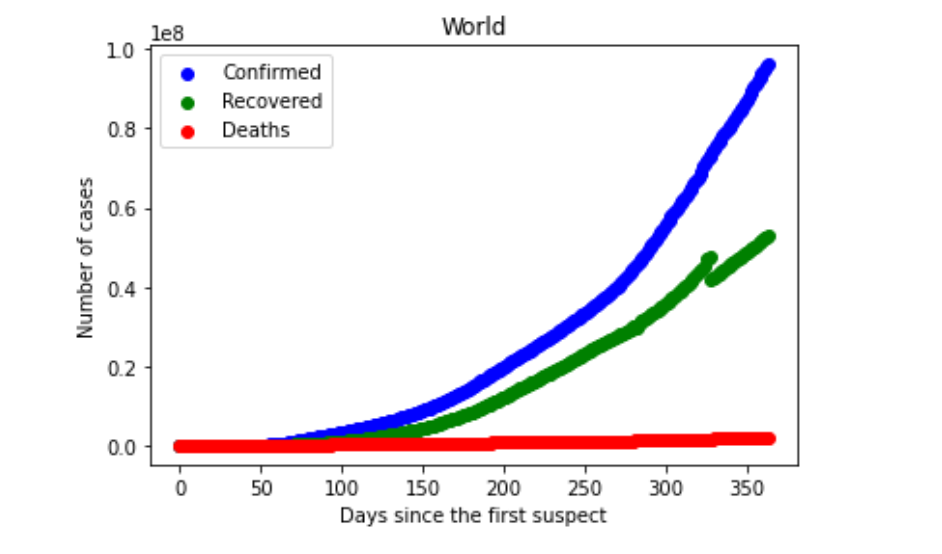 World
1e8
1.0
0.8
0.6
0.4
0.2
0.0
Number of cases
Confirmed
Recovered
Deaths
0 50 100 150 200 250 300 350
Days since the first suspect